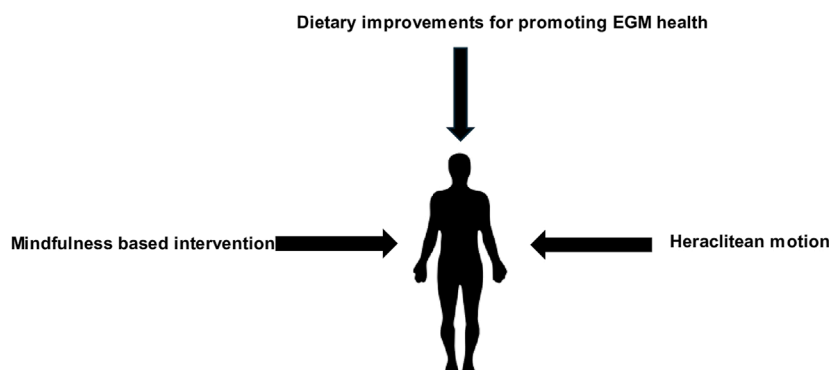 Dietary improvements for promoting EGM health
Mindfulness based intervention
Heraclitean motion